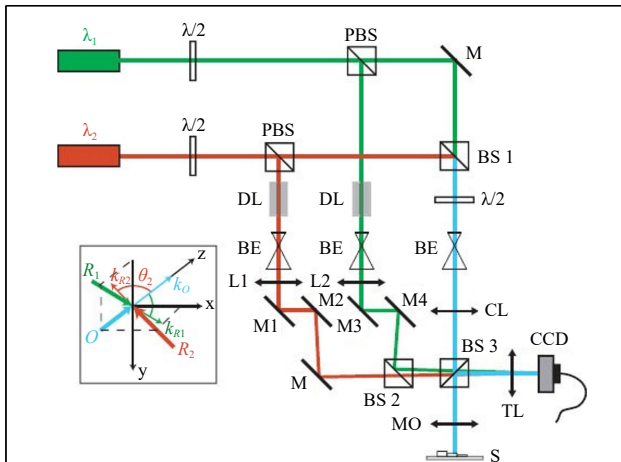 λ1
λ/2
PBS
M
λ2
λ/2
PBS
BS 1
DL
DL
λ/2
BE
BE
BE
L1
L2
M2
M4
M1
M3
CL
BS 3
CCD
M
BS 2
TL
MO
S
R1
kR2
θ2
z
kO
x
O
kR1
R2
y